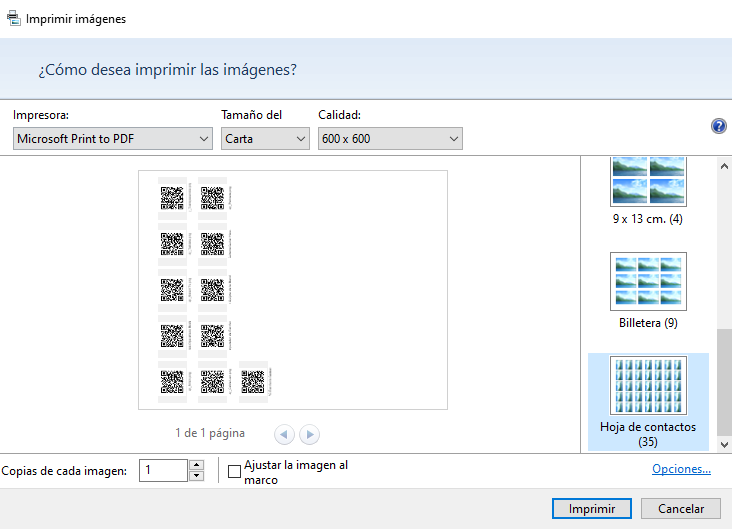 Imprimir imágenes
¿Cómo desea imprimir las imágenes?
Impresora:
Tamaño del
Calidad:
Microsoft Print to PDF
Carta
600 x 600
9 x 13 cm. (4)
Billetera (9)
Hoja de contactos
(35)
1 de 1 página
Copias de cada imagen:
1
Ajustar la imagen al
marco
Opciones...
Imprimir
Cancelar